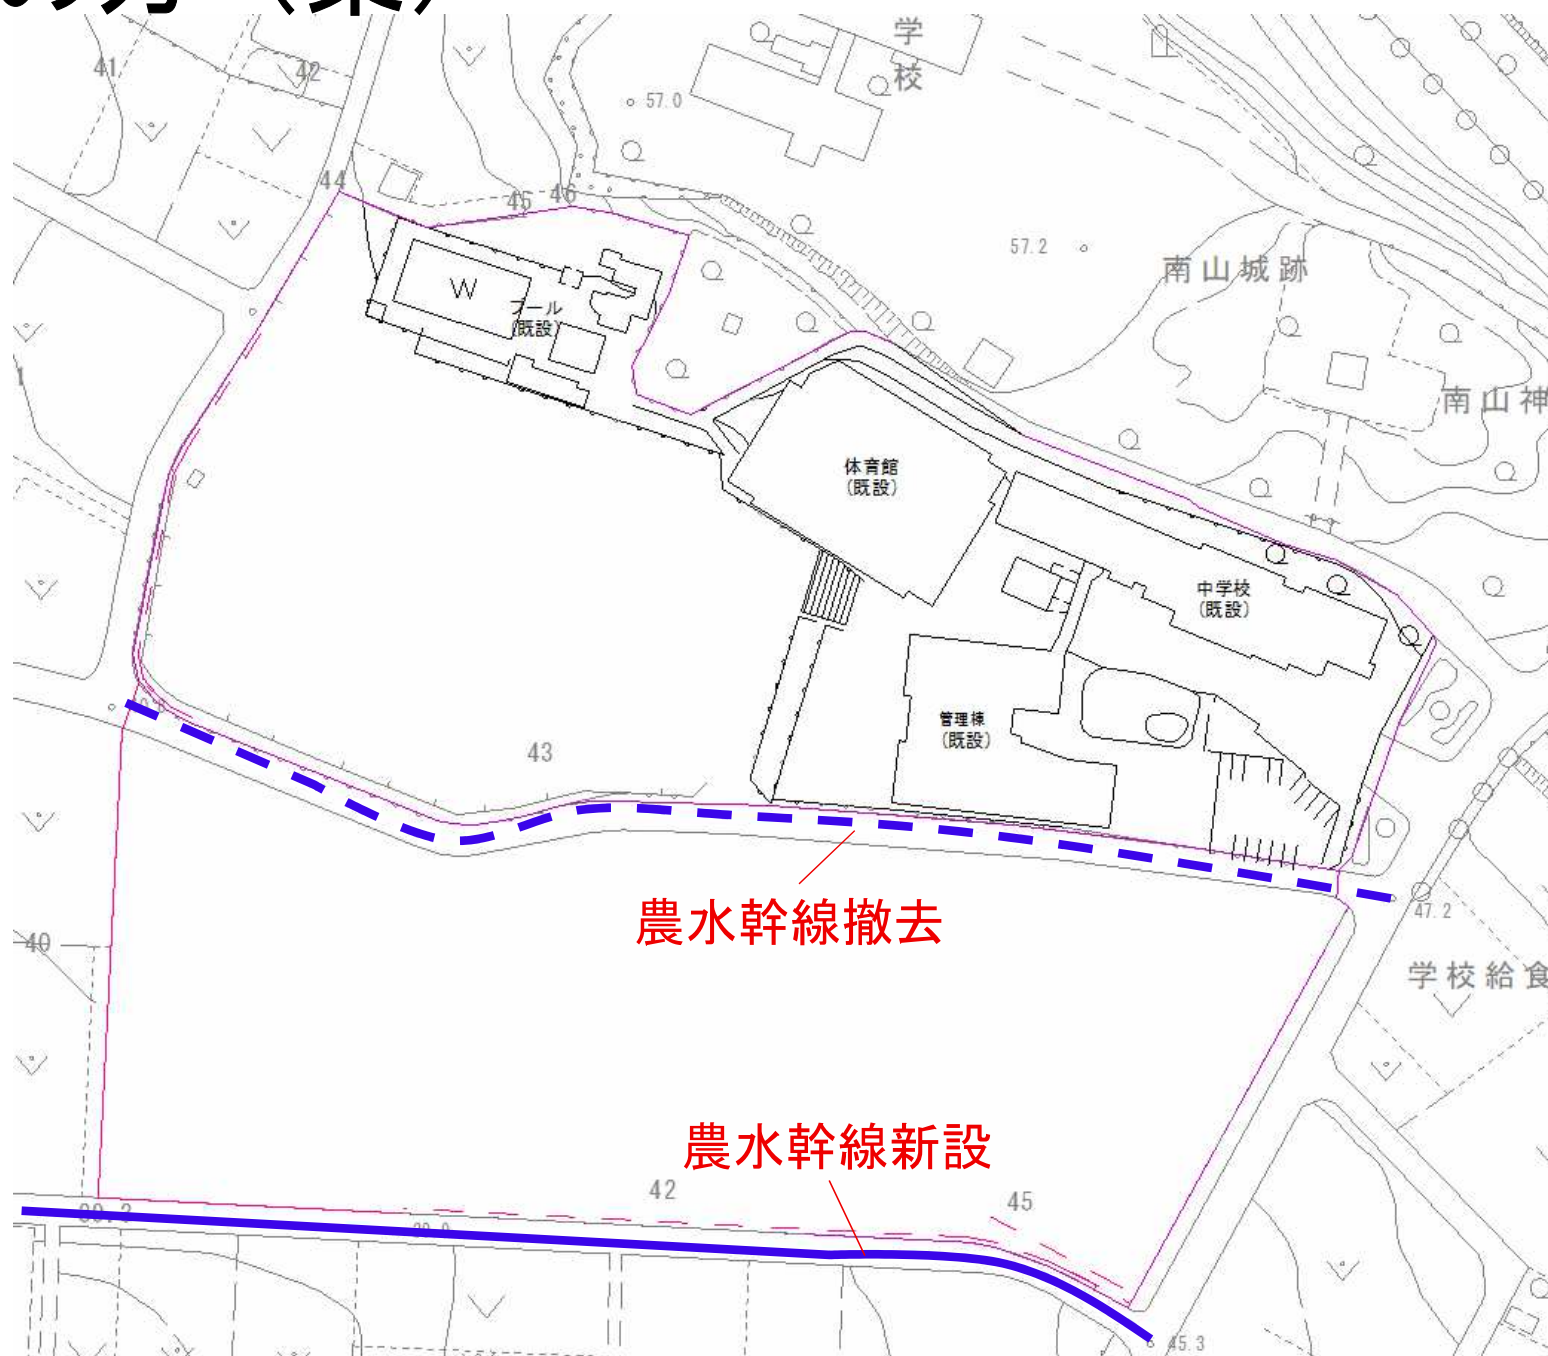 学
校
41
42
57.0
44
45
46
57.2
南山城跡
W
プール
(既設)
南山神
体育館
(既設)
中学校
(既設)
管理棟
(既設)
43
農水幹線撤去
47.2
40
学校給食
農水幹線新設
42
45
39.3
45.3